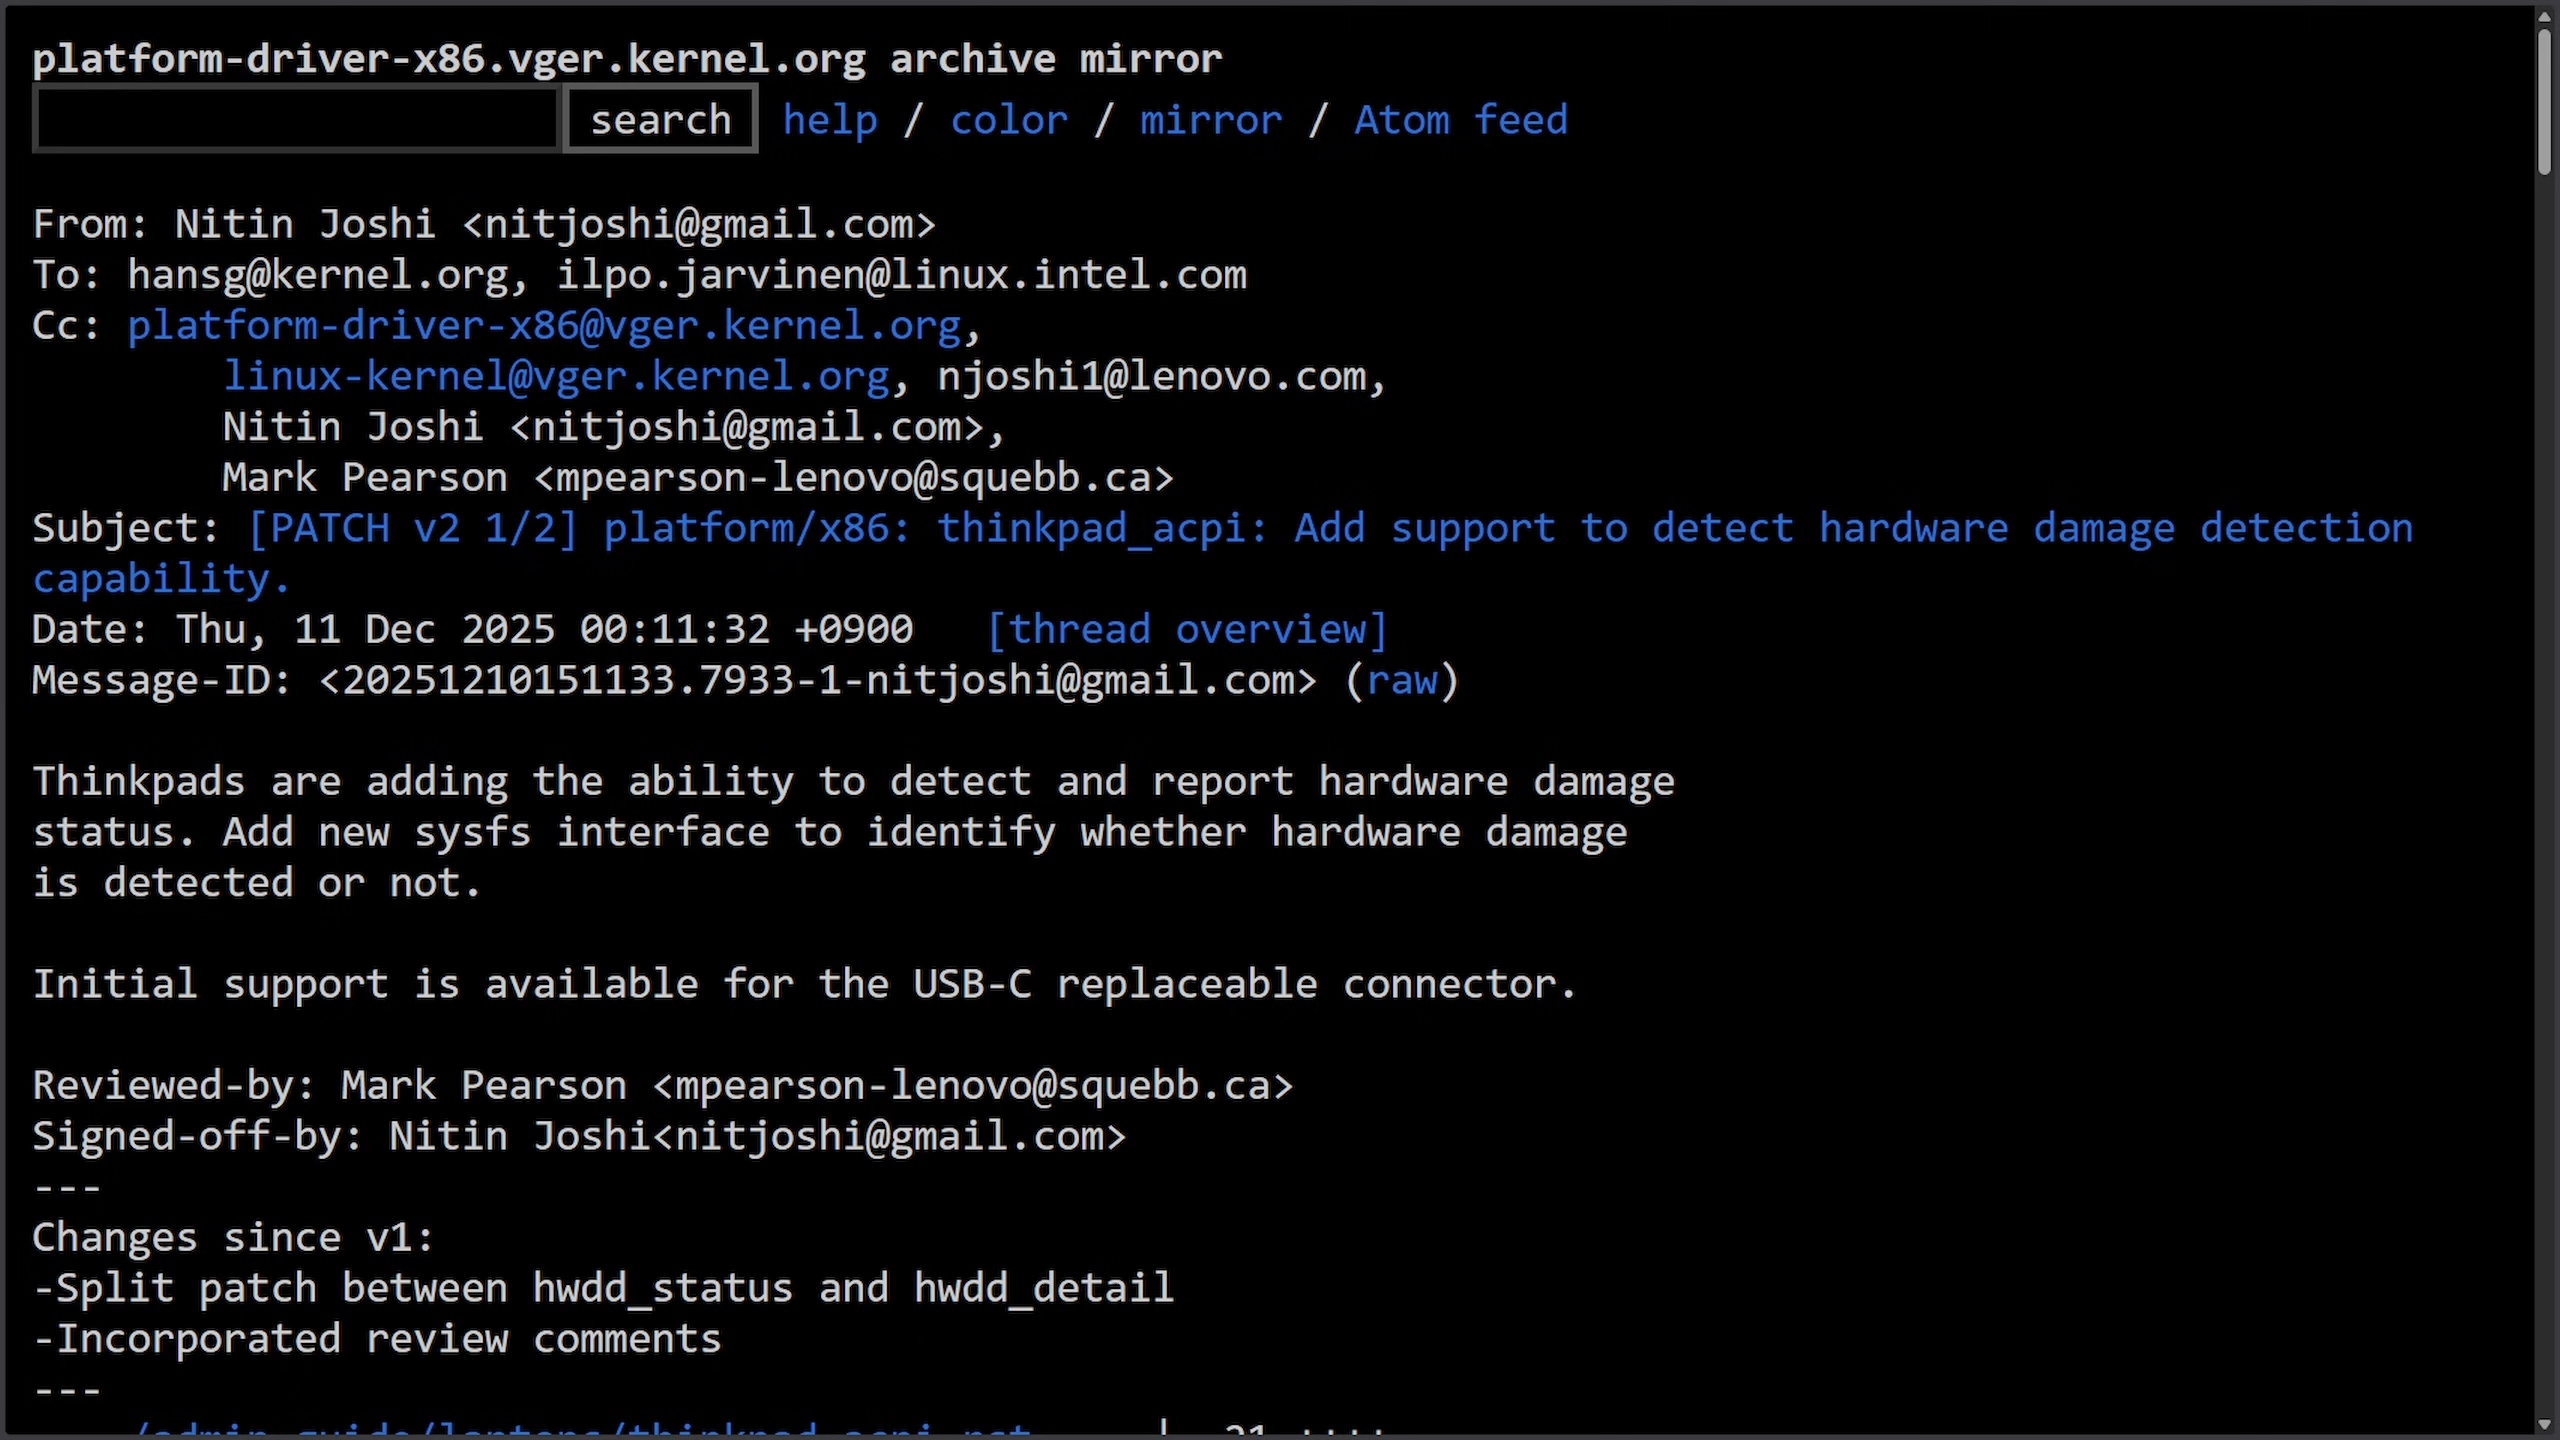 platform-driver-x86.vger.kernel.org archive mirror
search help / color / mirror / Atom feed
From: Nitin Joshi <nitjoshi@gmail.com>
To: hansg@kernel.org, ilpo.jarvinen@linux.intel.com
Cc: platform-driver-x86@vger.kernel.org,
linux-kernel@vger.kernel.org, njoshi1@lenovo.com,
Nitin Joshi <nitjoshi@gmail.com>,
Mark Pearson <mpearson-lenovo@squebb.ca>
Subject: [PATCH v2 1/2] platform/x86: thinkpad_acpi: Add support to detect hardware damage detection
capability.
Date: Thu, 11 Dec 2025 00:11:32 +0900 [thread overview]
Message-ID: <20251210151133.7933-1-nitjoshi@gmail.com> (raw)
Thinkpads are adding the ability to detect and report hardware damage
status. Add new sysfs interface to identify whether hardware damage
is detected or not.
Initial support is available for the USB-C replaceable connector.
Reviewed-by: Mark Pearson <mpearson-lenovo@squebb.ca>
Signed-off-by: Nitin Joshi<nitjoshi@gmail.com>
---
Changes since v1:
-Split patch between hwdd_status and hwdd_detail
-Incorporated review comments
---
/admin-guide/laptops/thinkpad-acpi.rst | 21 ++++